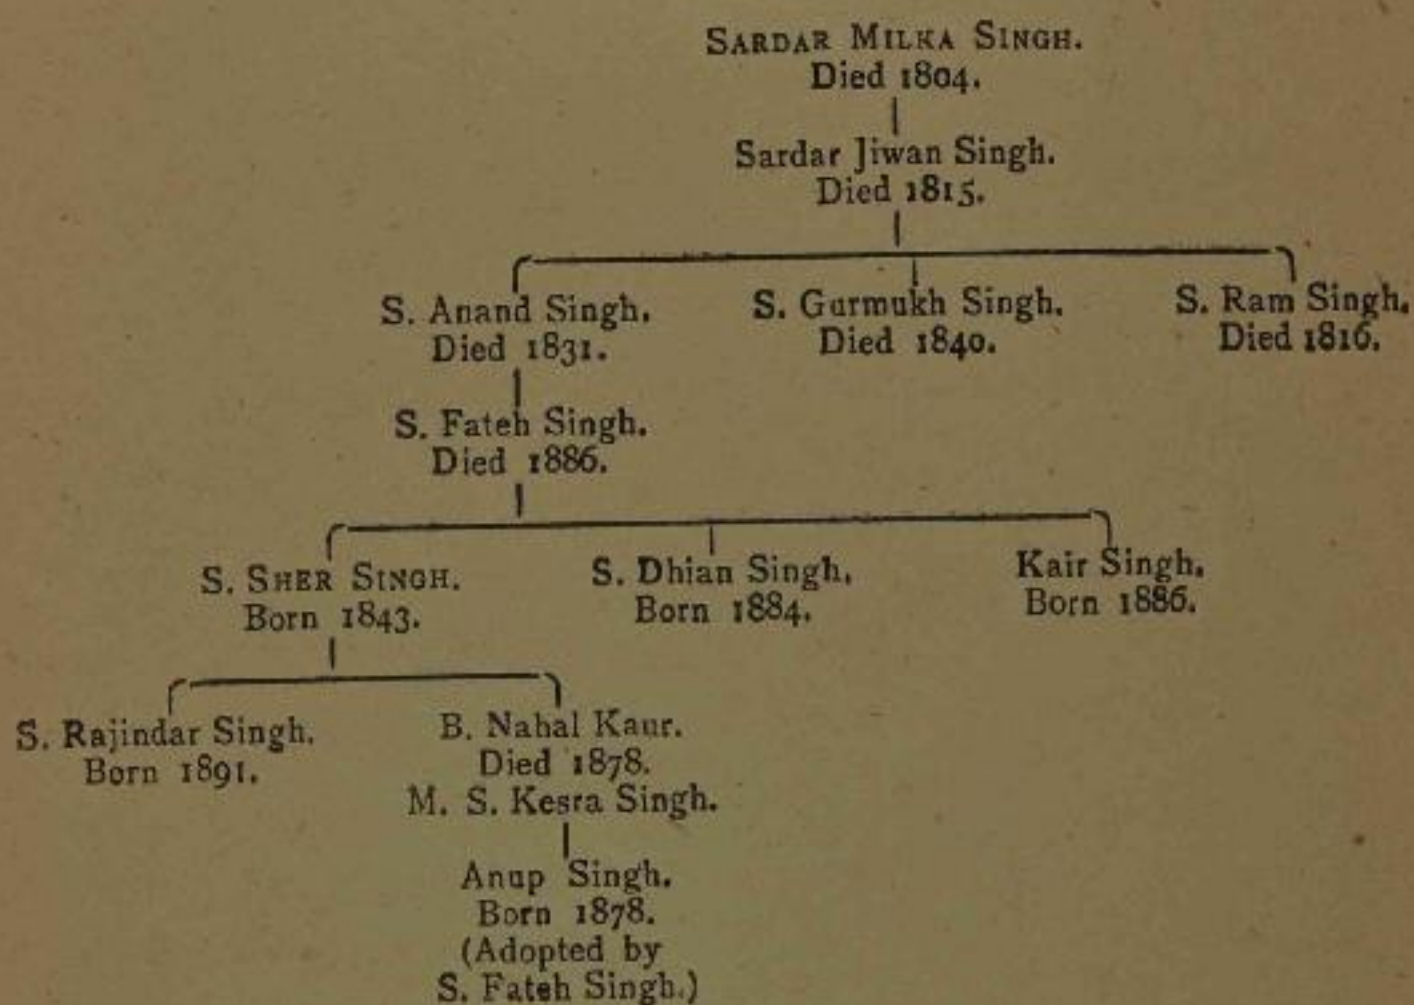 SARDAR MILKA SINGH.
Died 1804.
Sardar Jiwan Singh.
Died 1815.
S. Anand Singh.
Died 1831.
S. Gurmukh Singh.
Died 1840.
S. Ram Singh.
Died 1816.
S. Fateh Singh.
Died 1886.
S. SHER SINGH.
Born 1843.
S. Dhian Singh.
Born 1884.
Kair Singh.
Born 1886.
S. Rajindar Singh.
Born 1891.
B. Nahal Kaur.
Died 1878.
M. S. Kesra Singh.
Anup Singh.
Born 1878.
(Adopted by
S. Fateh Singh.)